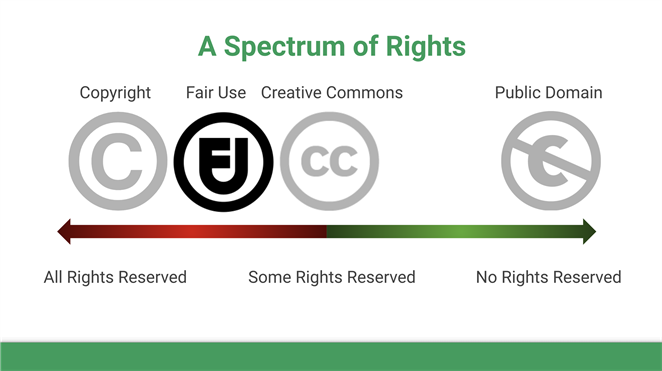 A Spectrum of Rights
Copyright Fair Use Creative Commons Public Domain
C FU CC C
All Rights Reserved Some Rights Reserved No Rights Reserved